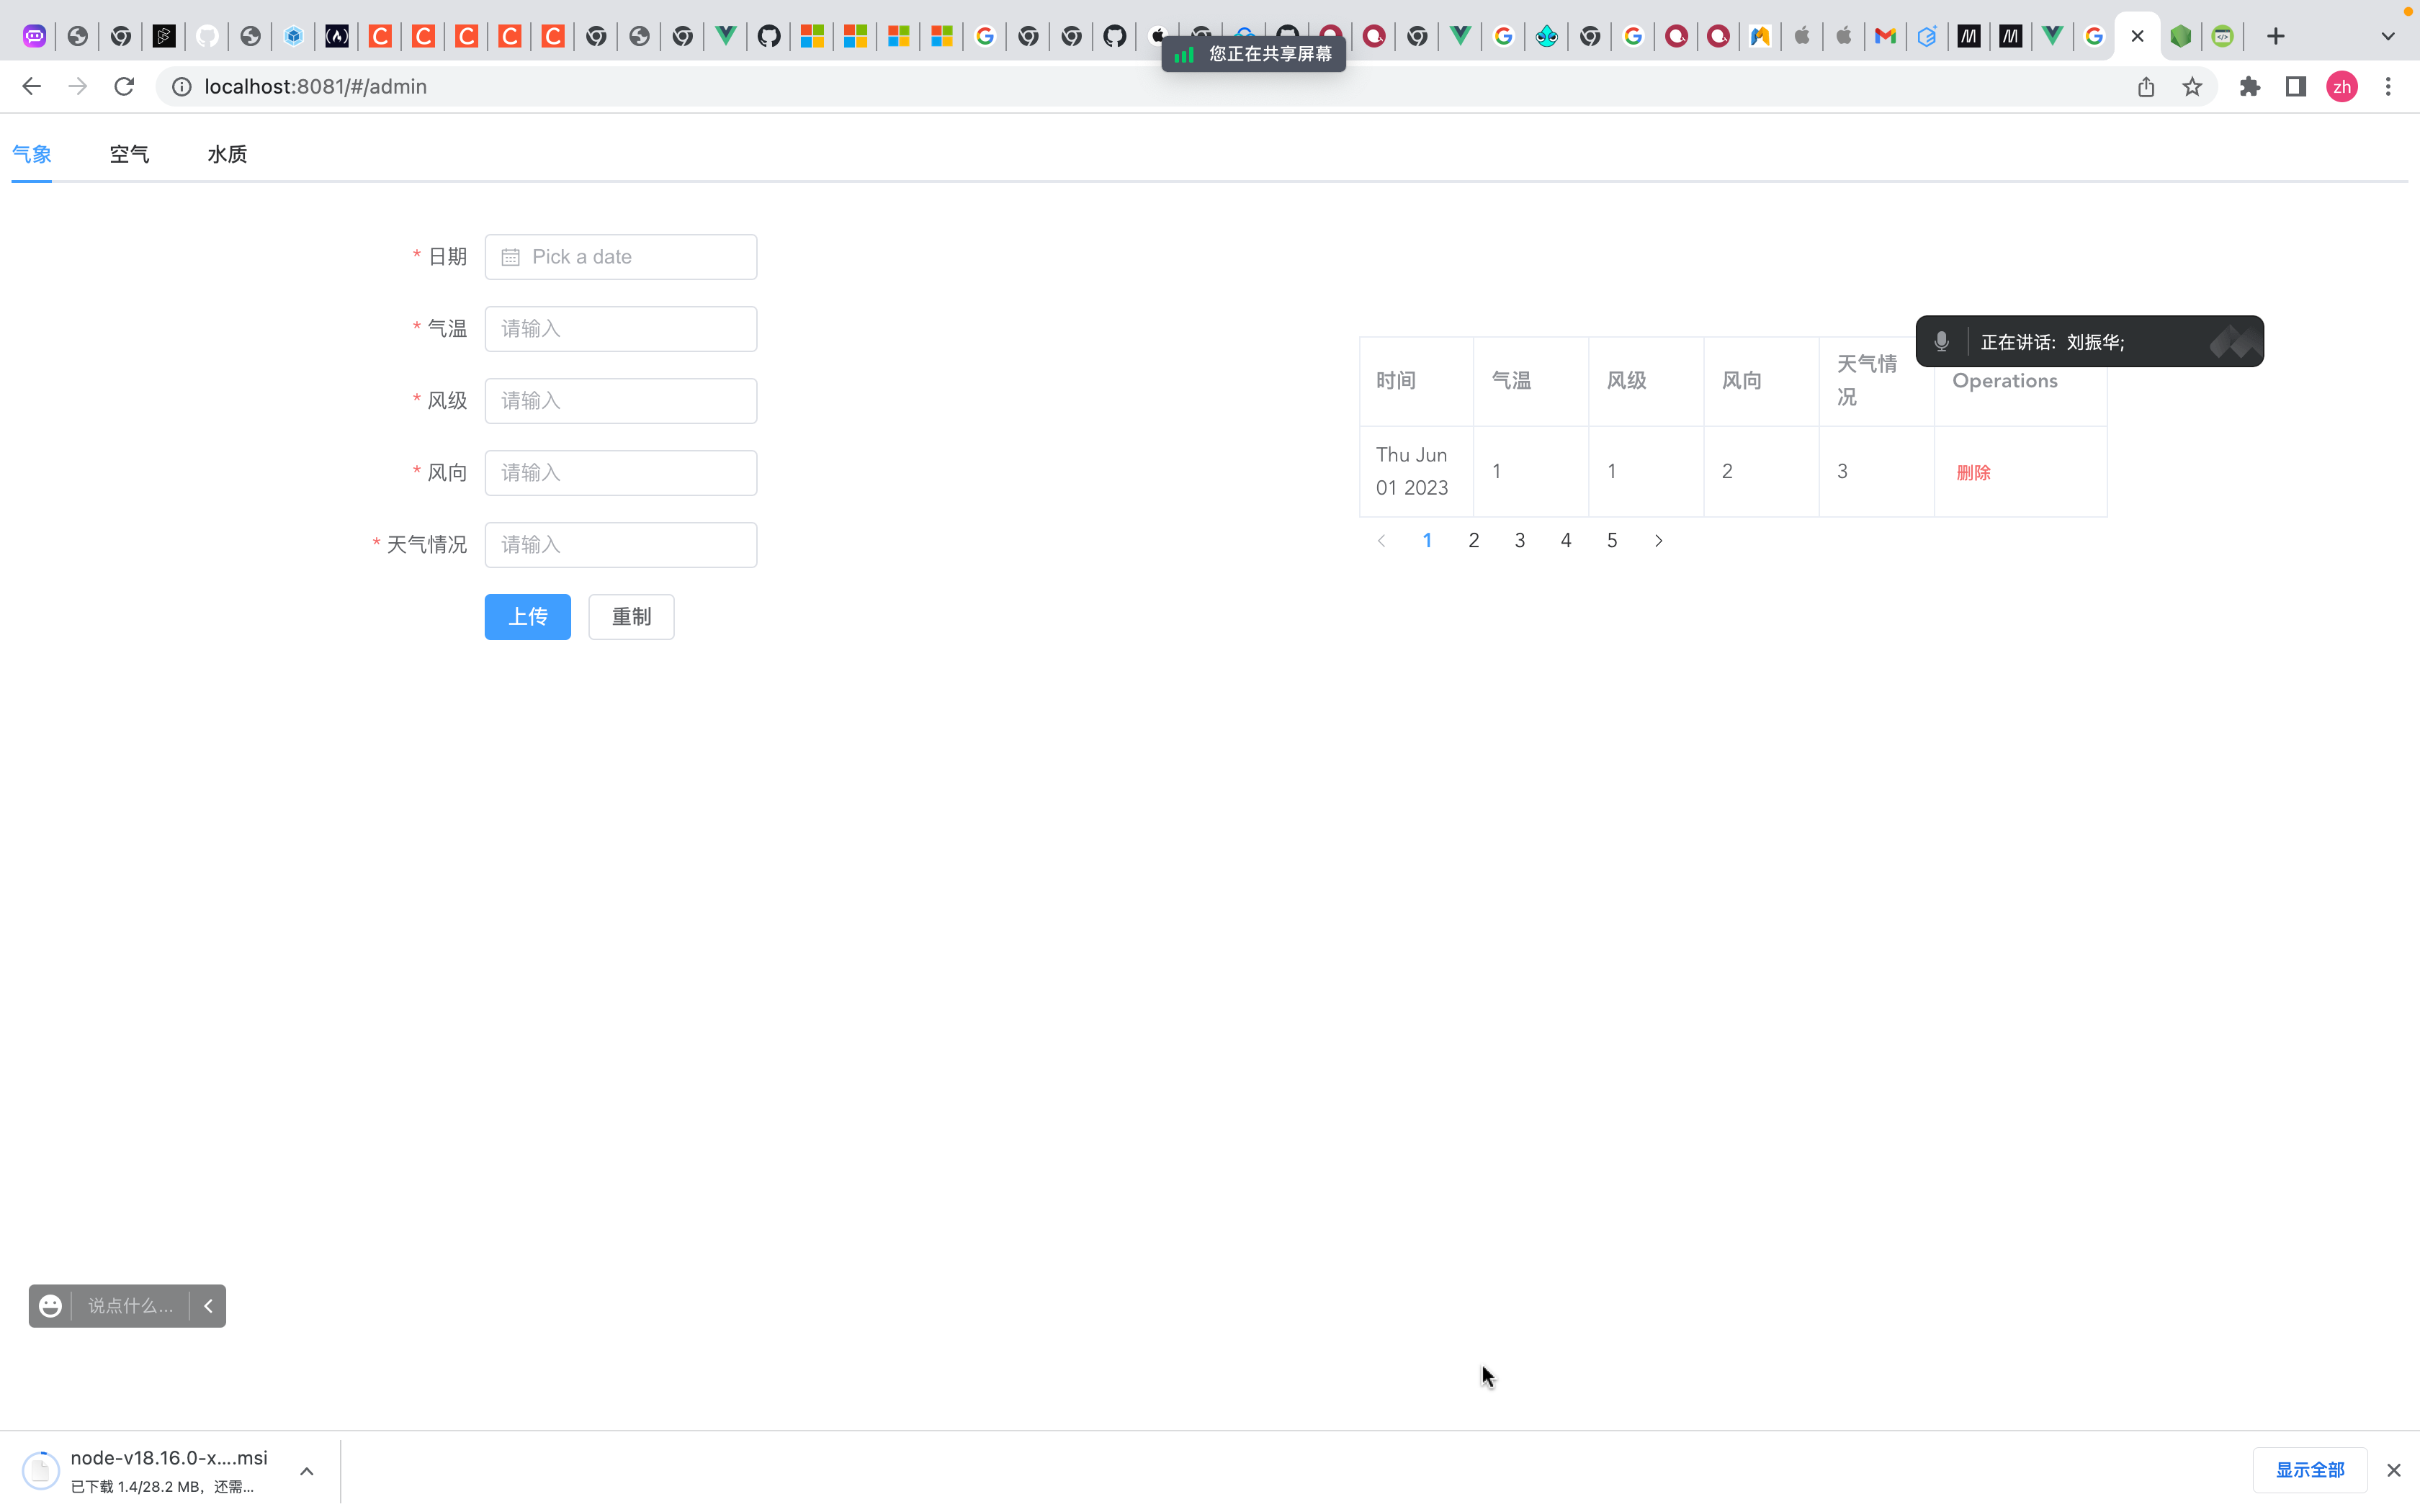 您正在共享屏幕
localhost:8081/#/admin
zh
气象 空气 水质
* 日期 Pick a date
* 气温 请输入
* 风级 请输入
* 风向 请输入
* 天气情况 请输入
上传 重制
正在讲话: 刘振华;
时间 气温 风级 风向 天气情
况 Operations
Thu Jun
01 2023 1 1 2 3 删除
1 2 3 4 5
说点什么...
node-v18.16.0-x....msi
已下载 1.4/28.2 MB，还需...
显示全部